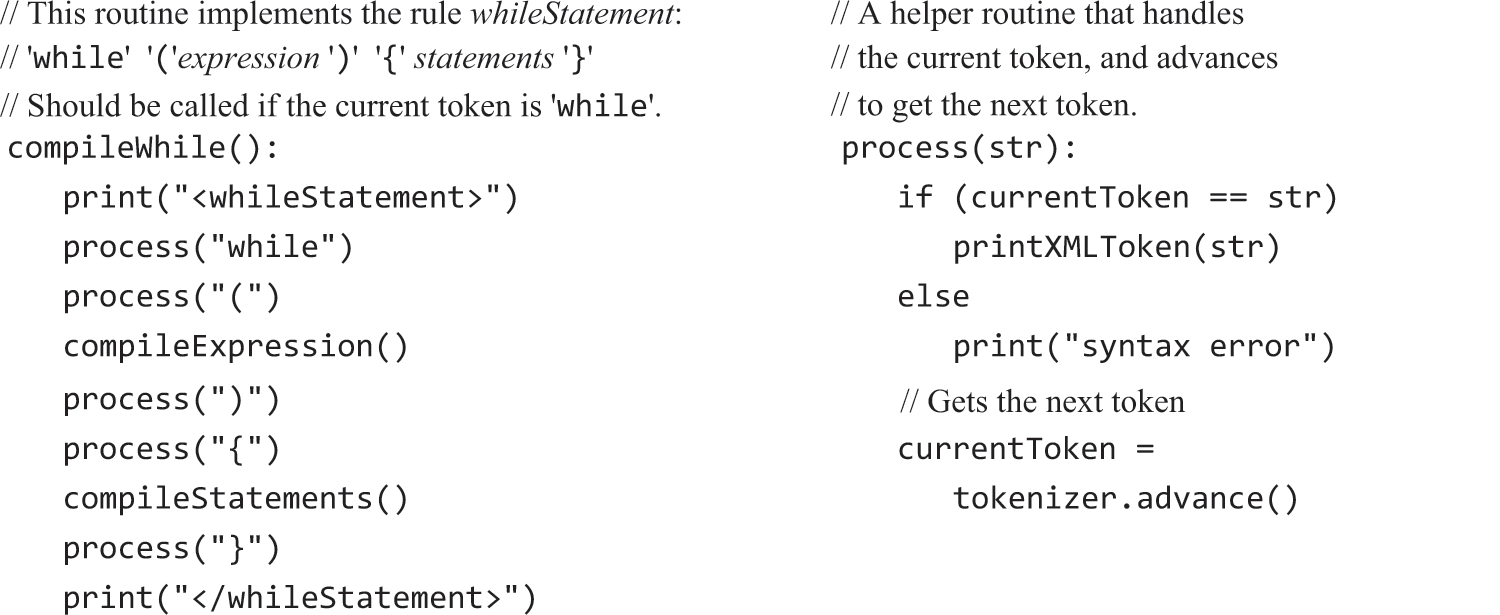 // This routine implements the rule whileStatement:
// 'while' '(' expression ')' '{' statements '}'
// Should be called if the current token is 'while'.
compileWhile():
print("<whileStatement>")
process("while")
process("(")
compileExpression()
process(")")
process("{")
compileStatements()
process("}")
print("</whileStatement>")
// A helper routine that handles
// the current token, and advances
// to get the next token.
process(str):
if (currentToken == str)
printXMLToken(str)
else
print("syntax error")
// Gets the next token
currentToken =
tokenizer.advance()